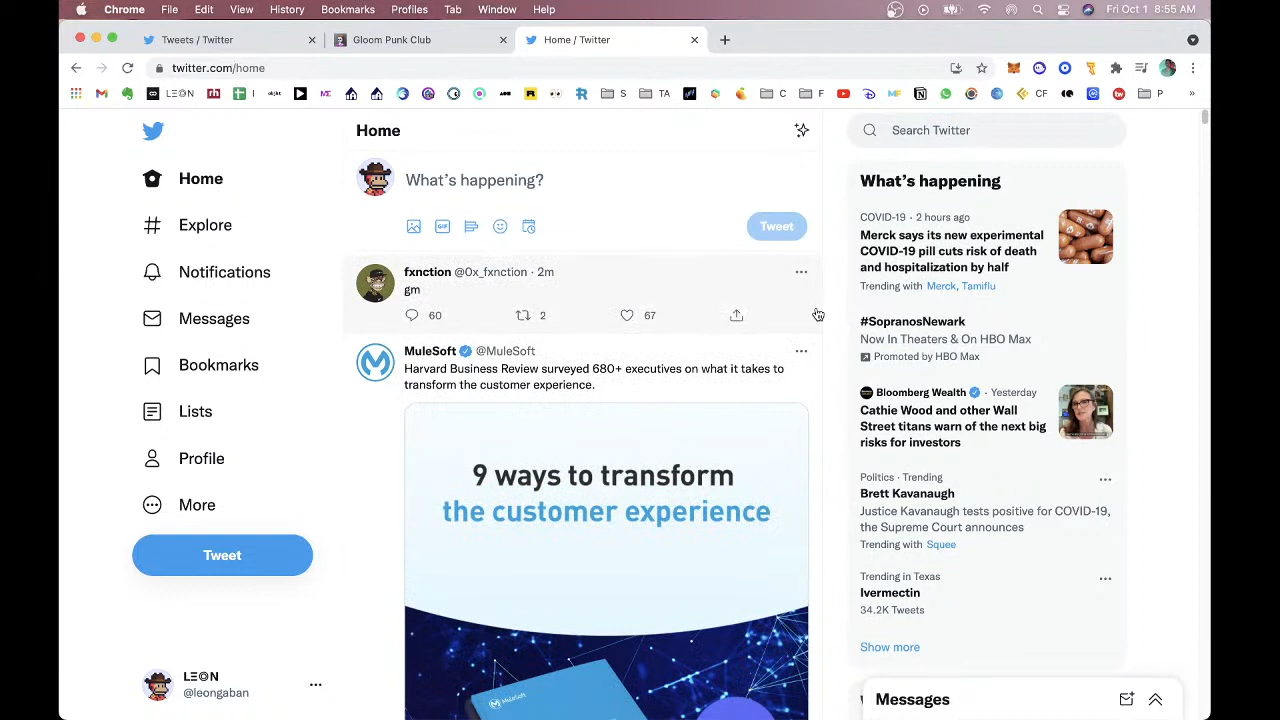 Chrome File Edit View History Bookmarks Profiles Tab Window Help Fri Oct 1 8:55 AM
Tweets / Twitter
Gloom Punk Club
Home / Twitter
twitter.com/home
LΞON
S
TA
C
F
CF
P
Home
Explore
Notifications
Messages
Bookmarks
Lists
Profile
More
Tweet
LΞON
@leongaban
Home
What's happening?
GIF
Tweet
fxnction @0x_fxnction · 2m
gm
60 2 67
MuleSoft @MuleSoft
Harvard Business Review surveyed 680+ executives on what it takes to
transform the customer experience.
9 ways to transform
the customer experience
MuleSoft
Search Twitter
What's happening
COVID-19 · 2 hours ago
Merck says its new experimental
COVID-19 pill cuts risk of death
and hospitalization by half
Trending with Merck, Tamiflu
#SopranosNewark
Now In Theaters & On HBO Max
Promoted by HBO Max
Bloomberg Wealth · Yesterday
Cathie Wood and other Wall
Street titans warn of the next big
risks for investors
Politics · Trending
Brett Kavanaugh
Justice Kavanaugh tests positive for COVID-19,
the Supreme Court announces
Trending with Squee
Trending in Texas
Ivermectin
34.2K Tweets
Show more
Messages